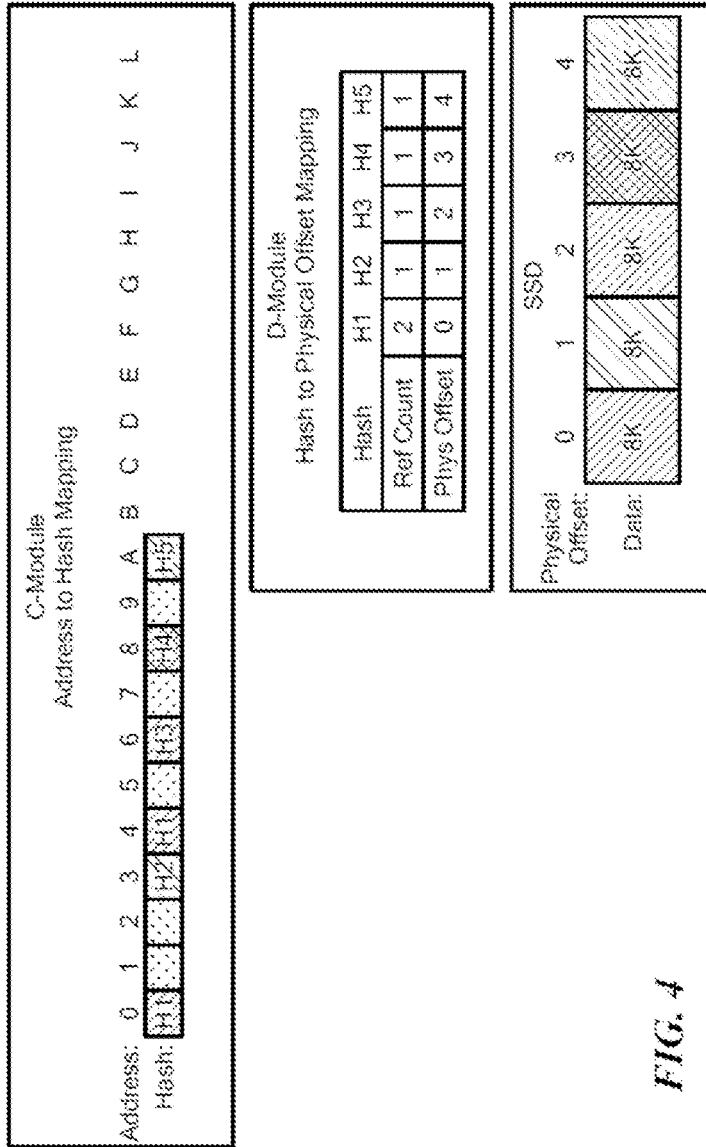 C-Module
Address to Hash Mapping
Address: 0 1 2 3 4 5 6 7 8 9 A B C D E F G H I J K L
Hash: H1 H2 H1 H3 H4 H5
D-Module
Hash to Physical Offset Mapping
Hash H1 H2 H3 H4 H5
Ref Count 2 1 1 1 1
Phys Offset 0 1 2 3 4
SSD
Physical
Offset: 0 1 2 3 4
Data: 8K 8K 8K 8K 8K
FIG. 4